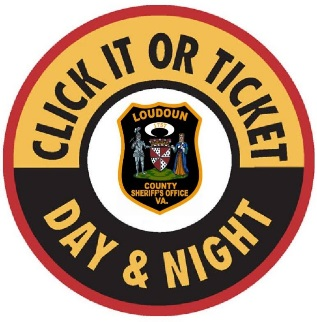 CLICK IT OR TICKET
LOUDOUN
COUNTY
SHERIFF'S OFFICE
VA.
DAY & NIGHT